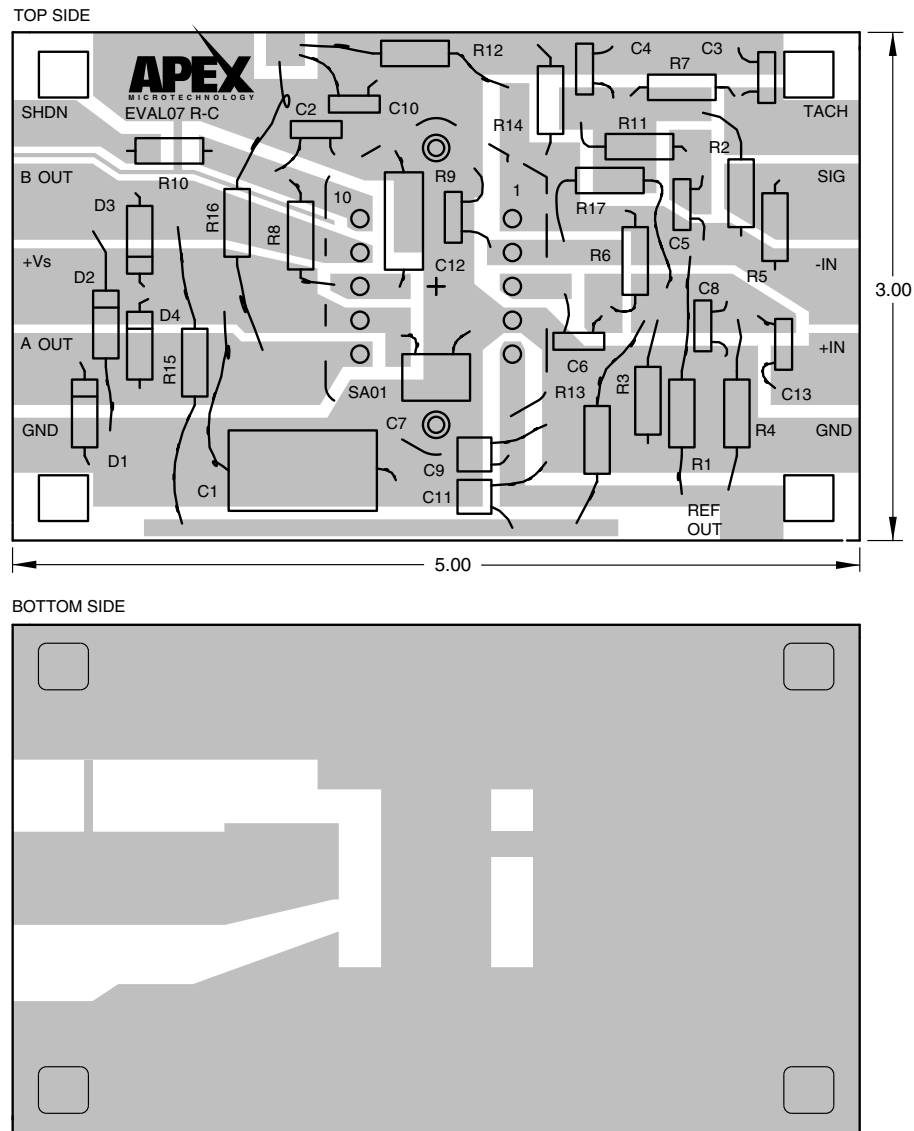 TOP SIDE
APEX
MICROTECHNOLOGY
EVAL07 R-C
R12
C4
C3
R7
SHDN
C2
C10
R14
R11
TACH
R2
B OUT
R10
R9
SIG
D3
R16
R8
10
1
R17
+Vs
D2
C12
R6
C5
R5
-IN
D4
C8
3.00
A OUT
R15
SA01
C6
+IN
R13
R3
C13
GND
D1
C7
C9
C1
C11
R1
R4
GND
REF
OUT
5.00
BOTTOM SIDE